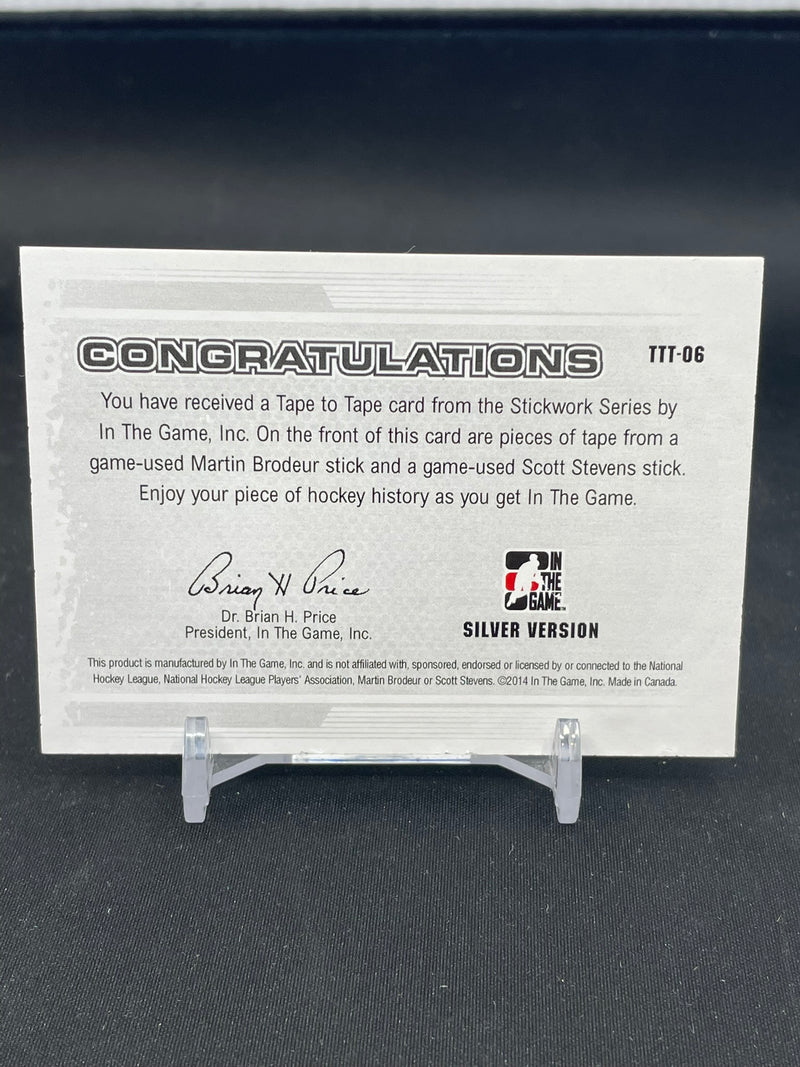 CONGRATULATIONS
TTT-06
You have received a Tape to Tape card from the Stickwork Series by
In The Game, Inc. On the front of this card are pieces of tape from a
game-used Martin Brodeur stick and a game-used Scott Stevens stick.
Enjoy your piece of hockey history as you get In The Game.
Brian H Price
Dr. Brian H. Price
President, In The Game, Inc.
IN
THE
GAME™
SILVER VERSION
This product is manufactured by In The Game, Inc. and is not affiliated with, sponsored, endorsed or licensed by or connected to the National
Hockey League, National Hockey League Players' Association, Martin Brodeur or Scott Stevens. ©2014 In The Game, Inc. Made in Canada.